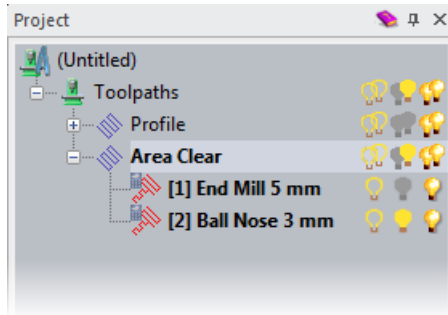 Project
(Untitled)
Toolpaths
Profile
Area Clear
[1] End Mill 5 mm
[2] Ball Nose 3 mm